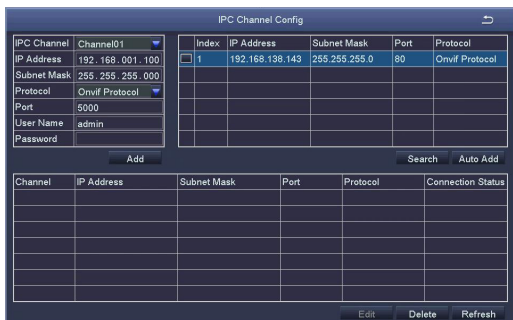 IPC Channel Config
IPC Channel Channel01
IP Address 192.168.001.100
Subnet Mask 255.255.255.000
Protocol Onvif Protocol
Port 5000
User Name admin
Password
Add
Index IP Address Subnet Mask Port Protocol
1 192.168.138.143 255.255.255.0 80 Onvif Protocol
Search Auto Add
Channel IP Address Subnet Mask Port Protocol Connection Status
Edit Delete Refresh